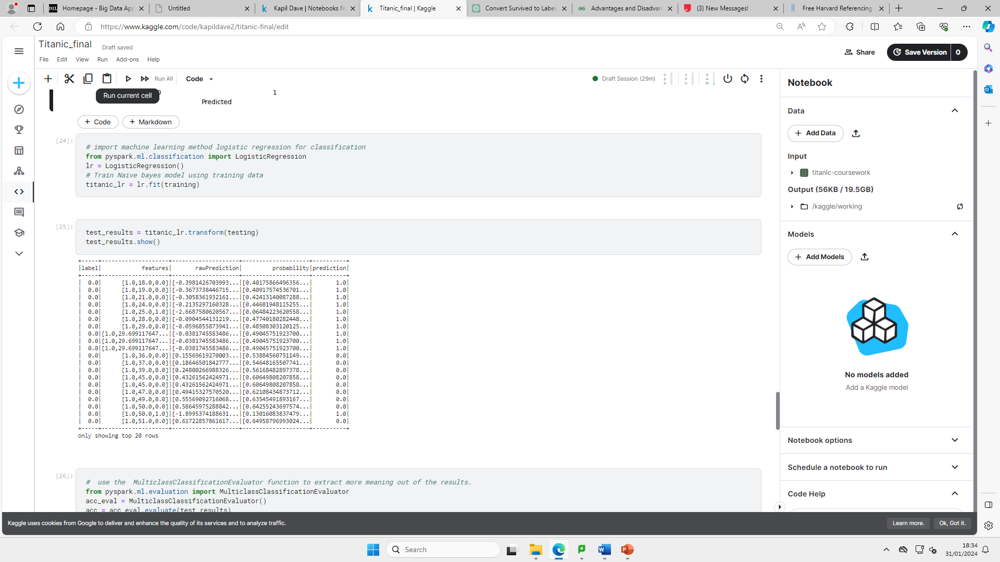 Homepage - Big Data App
Untitled
Kapil Dave | Notebooks N
Titanic_final | Kaggle
Convert Survived to Label
Advantages and Disadvan
(3) New Messages!
Free Harvard Referencing
https://www.kaggle.com/code/kapildave2/titanic-final/edit
Titanic_final
Draft saved
File Edit View Run Add-ons Help
Share
Save Version 0
Run All
Code
Draft Session (29m)
HDD
CPU
RAM
Run current cell
1
Predicted
+ Code
+ Markdown
[24]:
# import machine learning method logistic regression for classification
from pyspark.ml.classification import LogisticRegression
lr = LogisticRegression()
# Train Naive bayes model using training data
titanic_lr = lr.fit(training)
[25]:
test_results = titanic_lr.transform(testing)
test_results.show()
+-----+--------------------+--------------------+--------------------+----------+
|label|            features|       rawPrediction|         probability|prediction|
+-----+--------------------+--------------------+--------------------+----------+
|  0.0|      [1.0,18.0,0.0]|[-0.3981426703993...|[0.40175866496356...|       1.0|
|  0.0|      [1.0,19.0,0.0]|[-0.3673738446715...|[0.40917574536701...|       1.0|
|  0.0|      [1.0,21.0,0.0]|[-0.3058361932161...|[0.42413140087288...|       1.0|
|  0.0|      [1.0,24.0,0.0]|[-0.2135297160328...|[0.44681948115255...|       1.0|
|  0.0|      [1.0,25.0,1.0]|[-2.6687580620567...|[0.06484223620558...|       1.0|
|  0.0|      [1.0,28.0,0.0]|[-0.0904544131219...|[0.47740180282448...|       1.0|
|  0.0|      [1.0,29.0,0.0]|[-0.0596855873941...|[0.48508303120125...|       1.0|
|  0.0|[1.0,29.699117647...|[-0.0381745583486...|[0.49045751923700...|       1.0|
|  0.0|[1.0,29.699117647...|[-0.0381745583486...|[0.49045751923700...|       1.0|
|  0.0|[1.0,29.699117647...|[-0.0381745583486...|[0.49045751923700...|       1.0|
|  0.0|      [1.0,36.0,0.0]|[0.15569619270003...|[0.53884560751149...|       0.0|
|  0.0|      [1.0,37.0,0.0]|[0.18646501842777...|[0.54648165507741...|       0.0|
|  0.0|      [1.0,39.0,0.0]|[0.24800266988326...|[0.56168482897378...|       0.0|
|  0.0|      [1.0,45.0,0.0]|[0.43261562424971...|[0.60649808207858...|       0.0|
|  0.0|      [1.0,45.0,0.0]|[0.43261562424971...|[0.60649808207858...|       0.0|
|  0.0|      [1.0,47.0,0.0]|[0.49415327570520...|[0.62108434873712...|       0.0|
|  0.0|      [1.0,49.0,0.0]|[0.55569092716068...|[0.63545491893167...|       0.0|
|  0.0|      [1.0,50.0,0.0]|[0.58645975288842...|[0.64255243697574...|       0.0|
|  0.0|      [1.0,50.0,1.0]|[-1.8995374188631...|[0.13016083837479...|       1.0|
|  0.0|      [1.0,51.0,0.0]|[0.61722857861617...|[0.64958796993024...|       0.0|
+-----+--------------------+--------------------+--------------------+----------+
only showing top 20 rows
[26]:
#  use the  MulticlassClassificationEvaluator function to extract more meaning out of the results.
from pyspark.ml.evaluation import MulticlassClassificationEvaluator
acc_eval = MulticlassClassificationEvaluator()
acc = acc_eval.evaluate(test_results)
Notebook
Data
+ Add Data
Input
titanic-coursework
Output (56KB / 19.5GB)
/kaggle/working
Models
+ Add Models
No models added
Add a Kaggle model
Notebook options
Schedule a notebook to run
Code Help
Kaggle uses cookies from Google to deliver and enhance the quality of its services and to analyze traffic.
Learn more.
Ok, Got it.
Search
18:34
31/01/2024